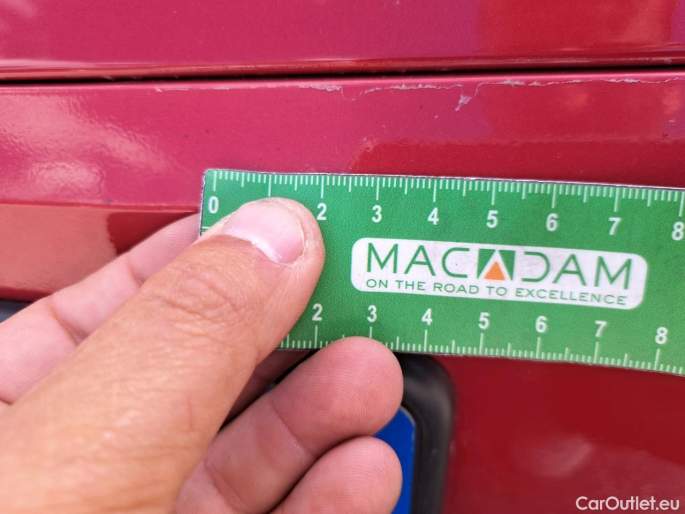 0 2 3 4 5 6 7 8
MACADAM
ON THE ROAD TO EXCELLENCE
2 3 4 5 6 7 8
CarOutlet.eu